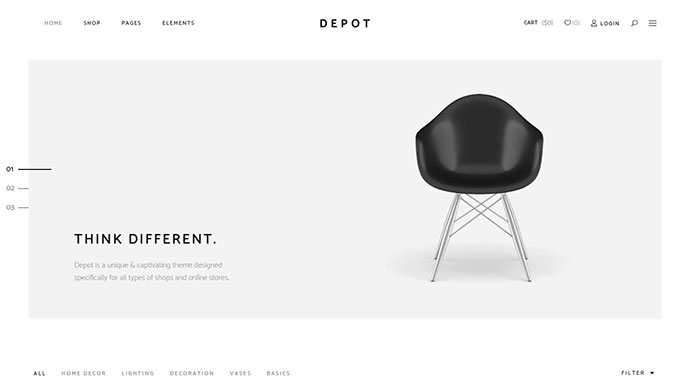 HOME SHOP PAGES ELEMENTS DEPOT CART ($0) (0) LOGIN
01
02
03
THINK DIFFERENT.
Depot is a unique & captivating theme designed
specifically for all types of shops and online stores.
ALL HOME DECOR LIGHTING DECORATION VASES BASICS FILTER